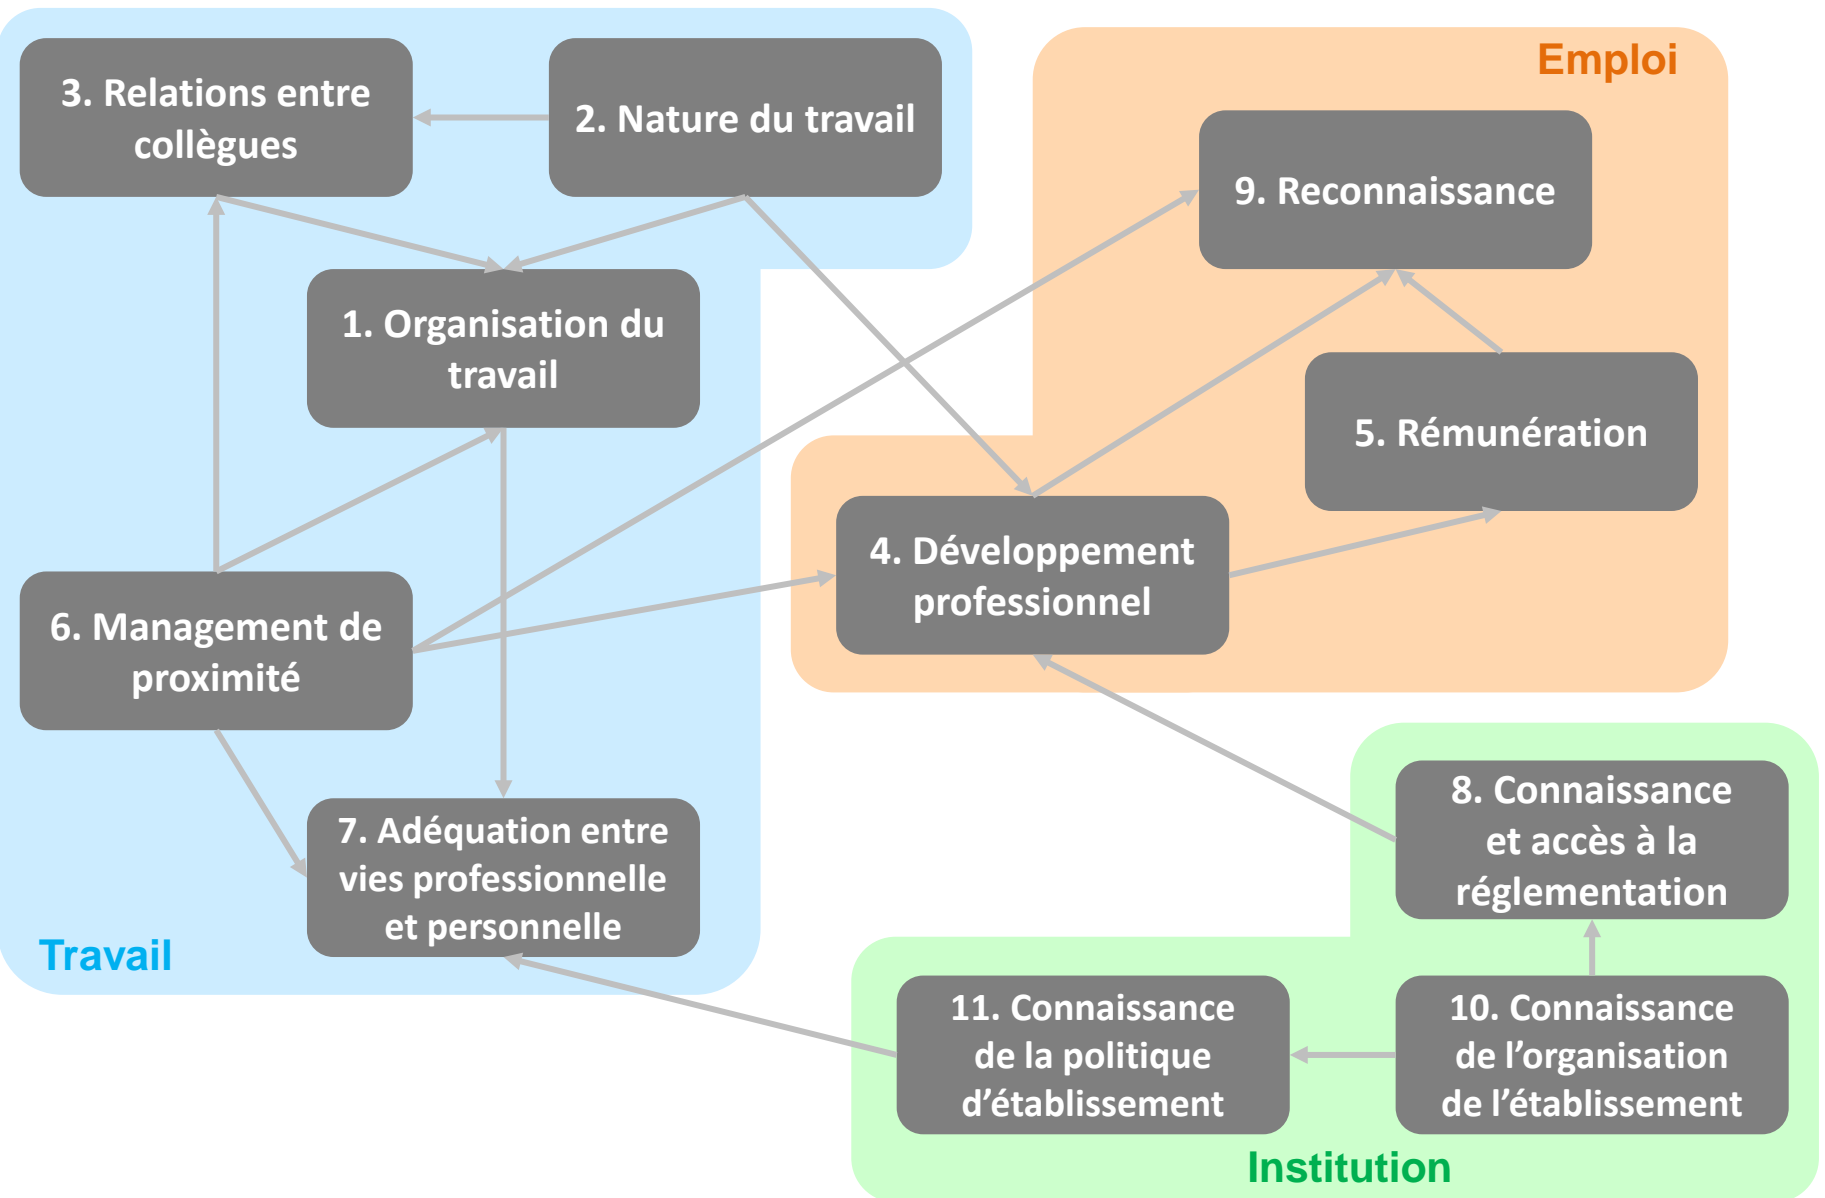 3. Relations entre
collègues
2. Nature du travail
Emploi
9. Reconnaissance
1. Organisation du
travail
5. Rémunération
4. Développement
professionnel
6. Management de
proximité
7. Adéquation entre
vies professionnelle
et personnelle
Travail
8. Connaissance
et accès à la
réglementation
11. Connaissance
de la politique
d’établissement
10. Connaissance
de l’organisation
de l’établissement
Institution